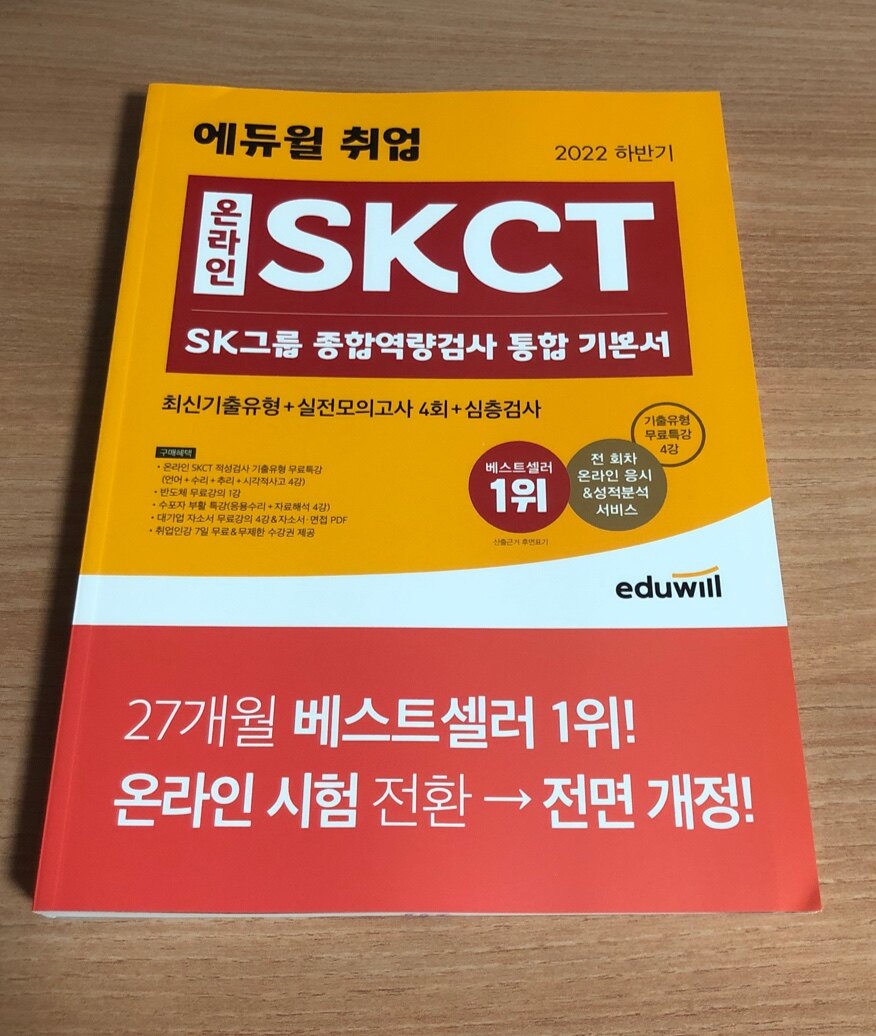 에듀윌 취업
2022 하반기
온라인
SKCT
SK그룹 종합역량검사 통합 기본서
최신기출유형+실전모의고사 4회+심층검사
기출유형
무료특강
4강
구매혜택
• 온라인 SKCT 적성검사 기출유형 무료특강
(언어+수리+추리+시각적사고 4강)
• 반도체 무료강의 1강
• 수포자 부활 특강(응용수리+자료해석 4강)
• 대기업 자소서 무료강의 4강&자소서·면접 PDF
• 취업인강 7일 무료&무제한 수강권 제공
베스트셀러
1위
산출근거 후면표기
전 회차
온라인 응시
&성적분석
서비스
eduwill
27개월 베스트셀러 1위!
온라인 시험 전환 → 전면 개정!